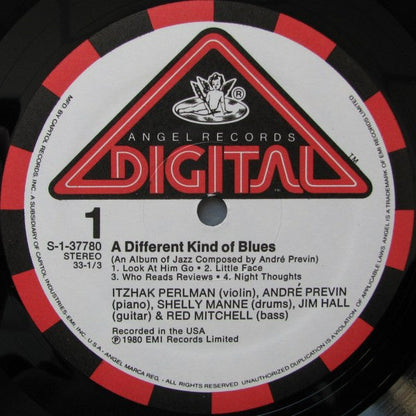 MFD BY CAPITOL RECORDS, INC. A SUBSIDIARY OF CAPITOL INDUSTRIES-EMI, INC. U.S.A.
ANGEL IS A TRADEMARK OF EMI RECORDS LIMITED
®
ANGEL RECORDS
DIGITAL™
1
S-1-37780
STEREO
33-1/3
A Different Kind of Blues
(An Album of Jazz Composed by André Previn)
1. Look At Him Go • 2. Little Face
3. Who Reads Reviews • 4. Night Thoughts
ITZHAK PERLMAN (violin), ANDRÉ PREVIN
(piano), SHELLY MANNE (drums), JIM HALL
(guitar) & RED MITCHELL (bass)
Recorded in the USA
Ⓟ 1980 EMI Records Limited
ANGEL MARCA REG. • ALL RIGHTS RESERVED. UNAUTHORIZED DUPLICATION IS A VIOLATION OF APPLICABLE LAWS.